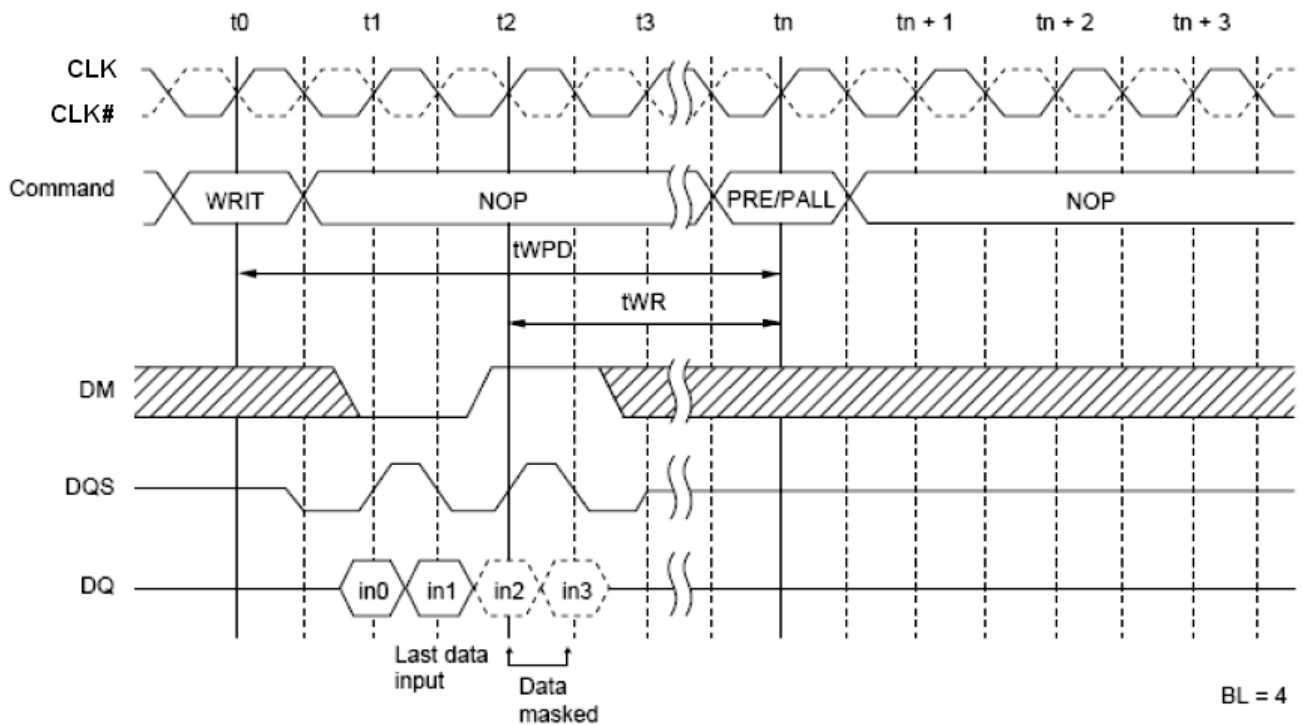 t0 t1 t2 t3 tn tn + 1 tn + 2 tn + 3
CLK
CLK#
Command WRIT NOP PRE/PALL NOP
tWPD
tWR
DM
DQS
DQ in0 in1 in2 in3
Last data
input
Data
masked
BL = 4